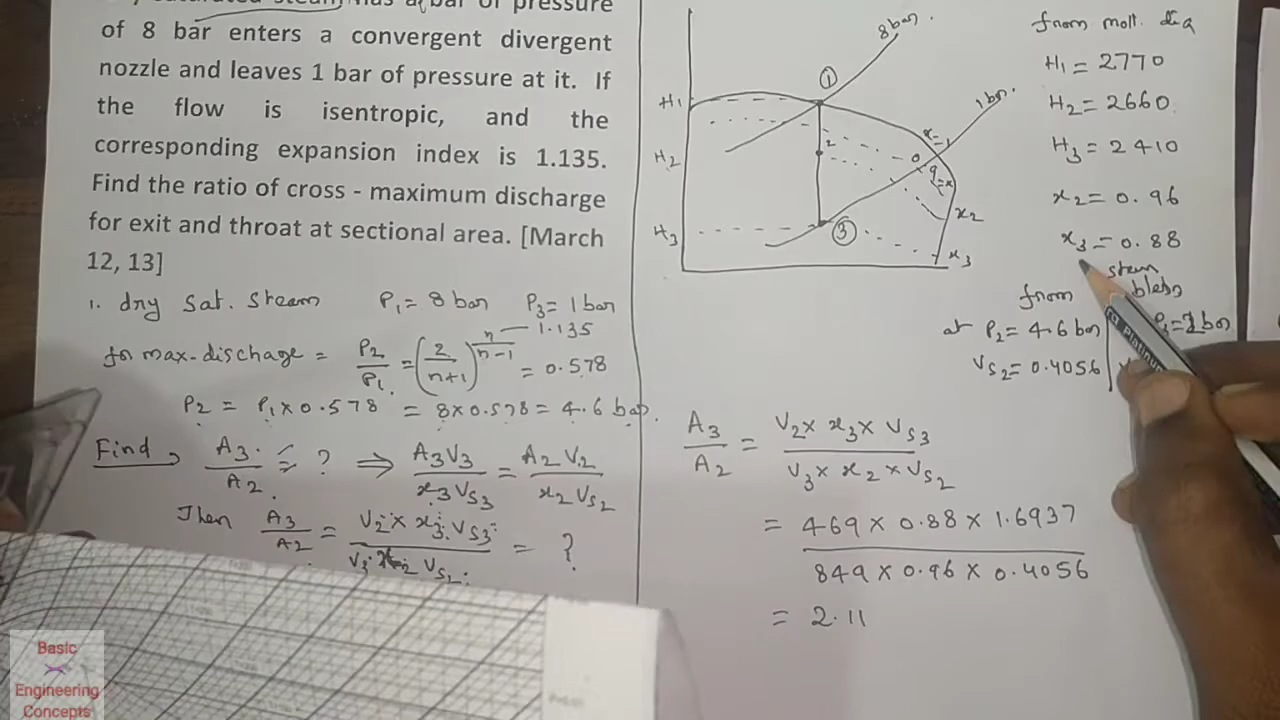 of pressure
of 8 bar enters a convergent divergent
nozzle and leaves 1 bar of pressure at it. If
the flow is isentropic, and the
corresponding expansion index is 1.135.
Find the ratio of cross - maximum discharge
for exit and throat at sectional area. [March
12, 13]
1. dry Sat. Steam P1 = 8 bar P3 = 1 bar
for max-dischage = P2/P1 = (2/n+1)^n/n-1 = 0.578
1.135
P2 = P1 x 0.578 = 8x0.578 = 4.6 bar.
Find, A3/A2 = ? ⇒ A3V3/x3VS3 = A2V2/x2VS2
Then A3/A2 = V2 x x3 VS3/V3 x x2 VS2 = ?
8 bar.
1 bar.
H1
H2
H3
1
2
3
x2
x3
from moll. dia
H1 = 2770
H2 = 2660
H3 = 2410
x2 = 0.96
x3 = 0.88
from steam
at P2 = 4.6 bar
VS2 = 0.4056
A3/A2 = V2 x x3 x VS3/V3 x x2 x VS2
= 469 x 0.88 x 1.6937/849 x 0.96 x 0.4056
= 2.11
Basic
Engineering
Concepts